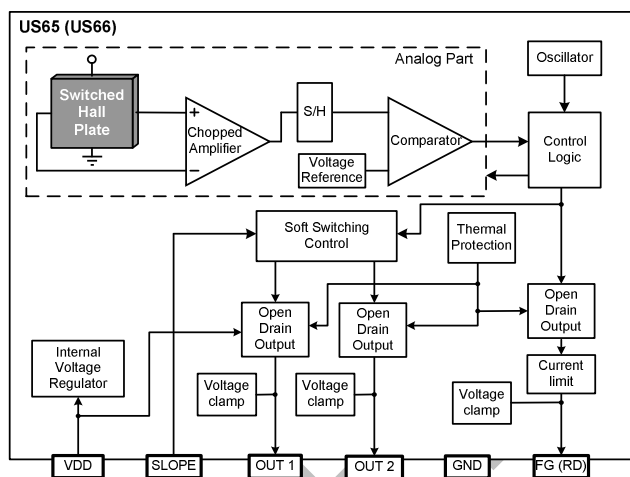 US65 (US66)
Analog Part
Oscillator
Switched
Hall
Plate
+
−
Chopped
Amplifier
S/H
Voltage
Reference
Comparator
Control
Logic
Soft Switching
Control
Thermal
Protection
Open
Drain
Output
Open
Drain
Output
Open
Drain
Output
Internal
Voltage
Regulator
Voltage
clamp
Voltage
clamp
Current
limit
Voltage
clamp
VDD
SLOPE
OUT 1
OUT 2
GND
FG (RD)